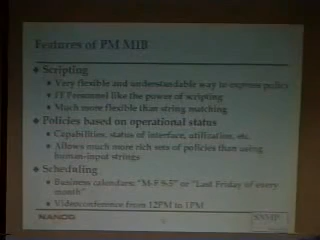 Features of PM MIB
Scripting
Very flexible and understandable way to express policy
IT Personnel like the power of scripting
Much more flexible than string matching
Policies based on operational status
Capabilities, status of interface, utilization, etc.
Allows much more rich sets of policies than using
human-input strings
Scheduling
Business calendars: "M-F 9-5" or "Last Friday of every
month"
Videoconference from 12PM to 1PM
NANOG
SNMP